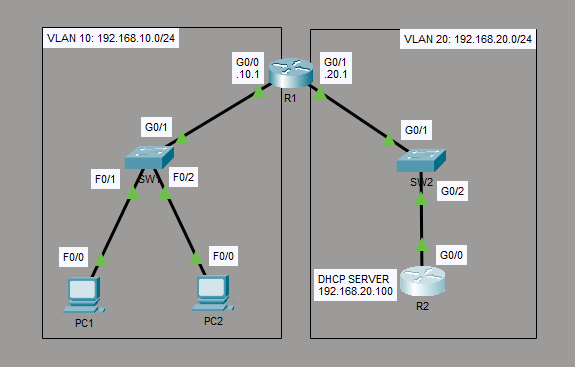 VLAN 10: 192.168.10.0/24
VLAN 20: 192.168.20.0/24
G0/0
.10.1
G0/1
.20.1
R1
G0/1
G0/1
SW1
SW2
F0/1
F0/2
G0/2
F0/0
F0/0
G0/0
DHCP SERVER
192.168.20.100
R2
PC1
PC2